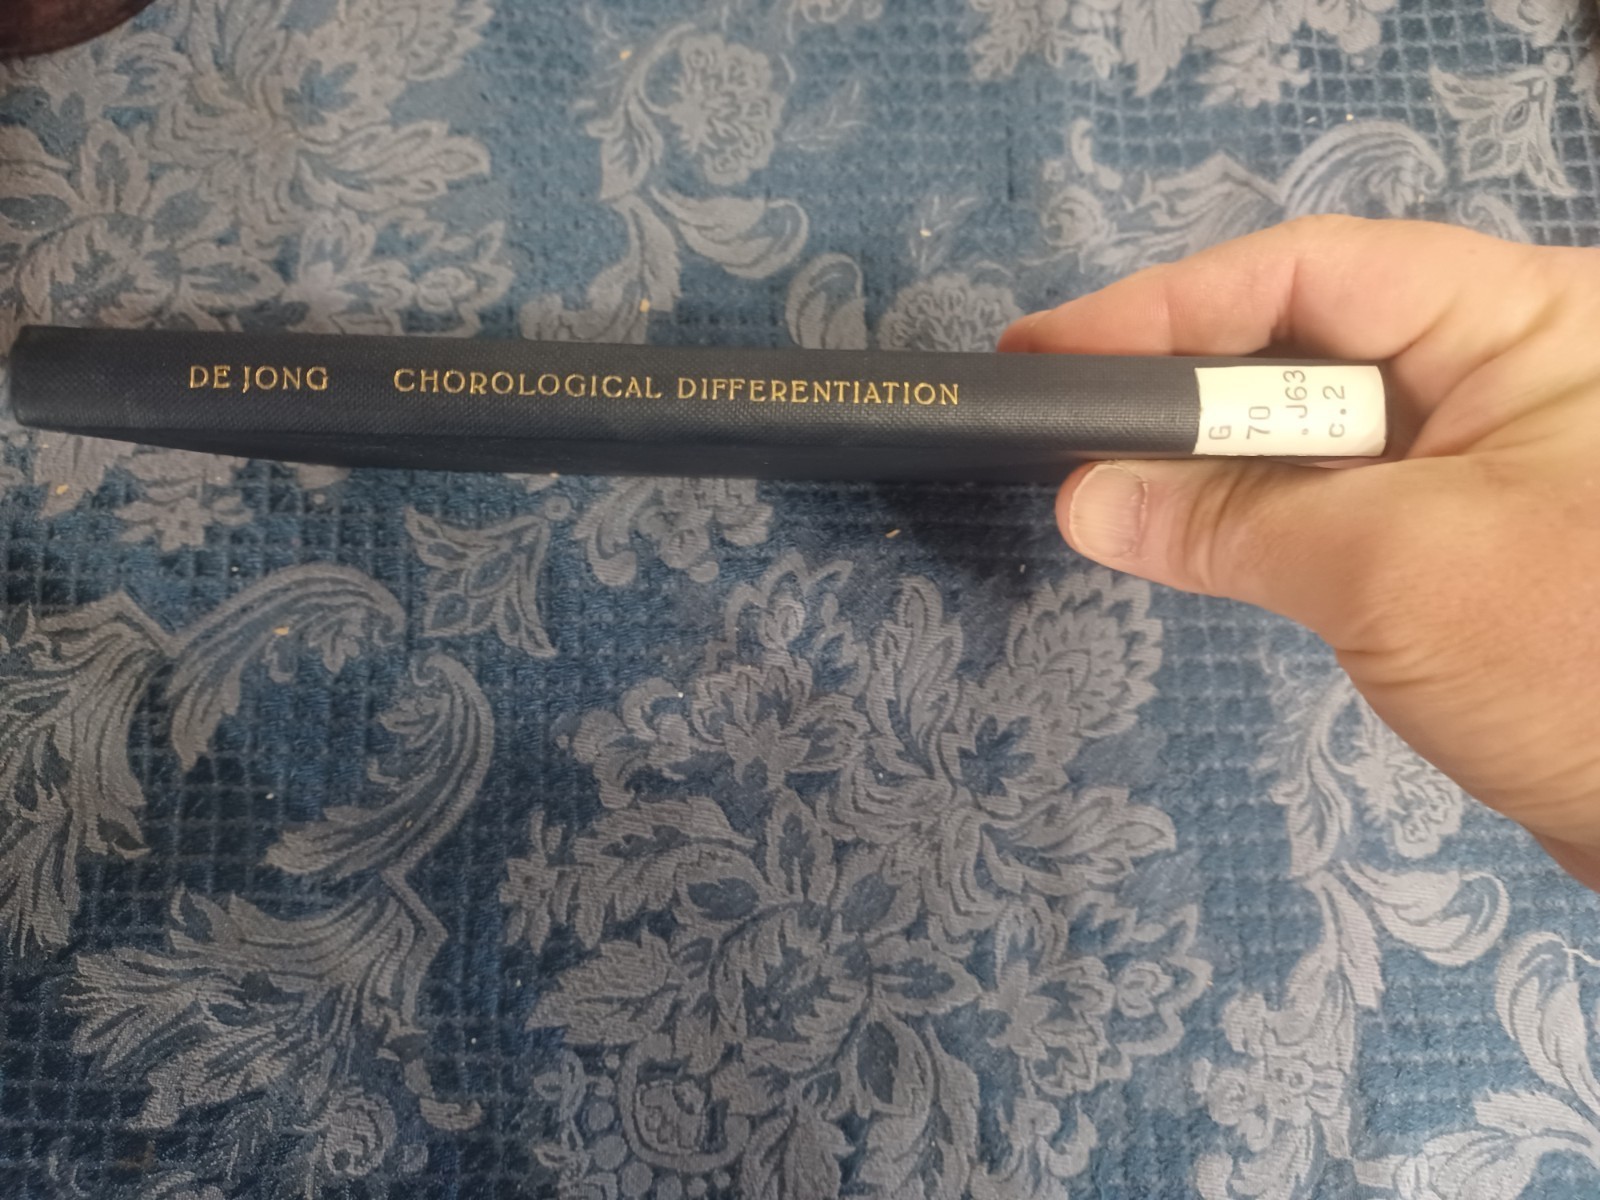 DE JONG CHOROLOGICAL DIFFERENTIATION
G
70
.J63
c.2